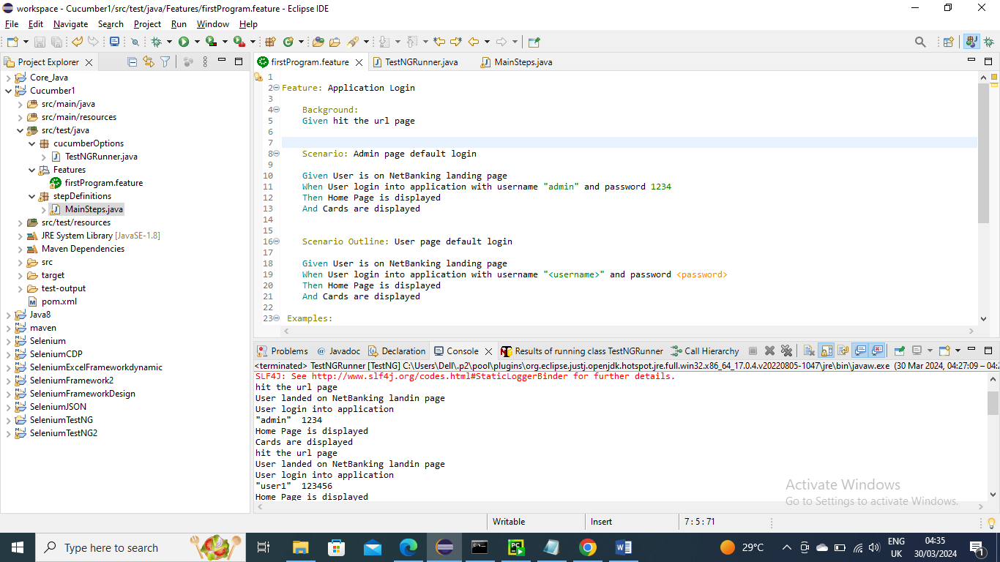 workspace - Cucumber1/src/test/java/Features/firstProgram.feature - Eclipse IDE
File Edit Navigate Search Project Run Window Help
Project Explorer
Core_Java
Cucumber1
src/main/java
src/main/resources
src/test/java
cucumberOptions
TestNGRunner.java
Features
firstProgram.feature
stepDefinitions
MainSteps.java
src/test/resources
JRE System Library [JavaSE-1.8]
Maven Dependencies
src
target
test-output
pom.xml
Java8
maven
Selenium
SeleniumCDP
SeleniumExcelFrameworkdynamic
SeleniumFramework2
SeleniumFrameworkDesign
SeleniumJSON
SeleniumTestNG
SeleniumTestNG2
firstProgram.feature TestNGRunner.java MainSteps.java
1
2 Feature: Application Login
3
4 Background:
5 Given hit the url page
6
7
8 Scenario: Admin page default login
9
10 Given User is on NetBanking landing page
11 When User login into application with username "admin" and password 1234
12 Then Home Page is displayed
13 And Cards are displayed
14
15
16 Scenario Outline: User page default login
17
18 Given User is on NetBanking landing page
19 When User login into application with username "<username>" and password <password>
20 Then Home Page is displayed
21 And Cards are displayed
22
23 Examples:
Problems @ Javadoc Declaration Console Results of running class TestNGRunner Call Hierarchy
<terminated> TestNGRunner [TestNG] C:\Users\Dell\.p2\pool\plugins\org.eclipse.justj.openjdk.hotspot.jre.full.win32.x86_64_17.0.4.v20220805-1047\jre\bin\javaw.exe (30 Mar 2024, 04:27:09 – 04:
SLF4J: See http://www.slf4j.org/codes.html#StaticLoggerBinder for further details.
hit the url page
User landed on NetBanking landin page
User login into application
"admin" 1234
Home Page is displayed
Cards are displayed
hit the url page
User landed on NetBanking landin page
User login into application
"user1" 123456
Home Page is displayed
Activate Windows
Go to Settings to activate Windows.
Writable Insert 7 : 5 : 71
Type here to search
29°C
ENG
UK
04:35
30/03/2024
1